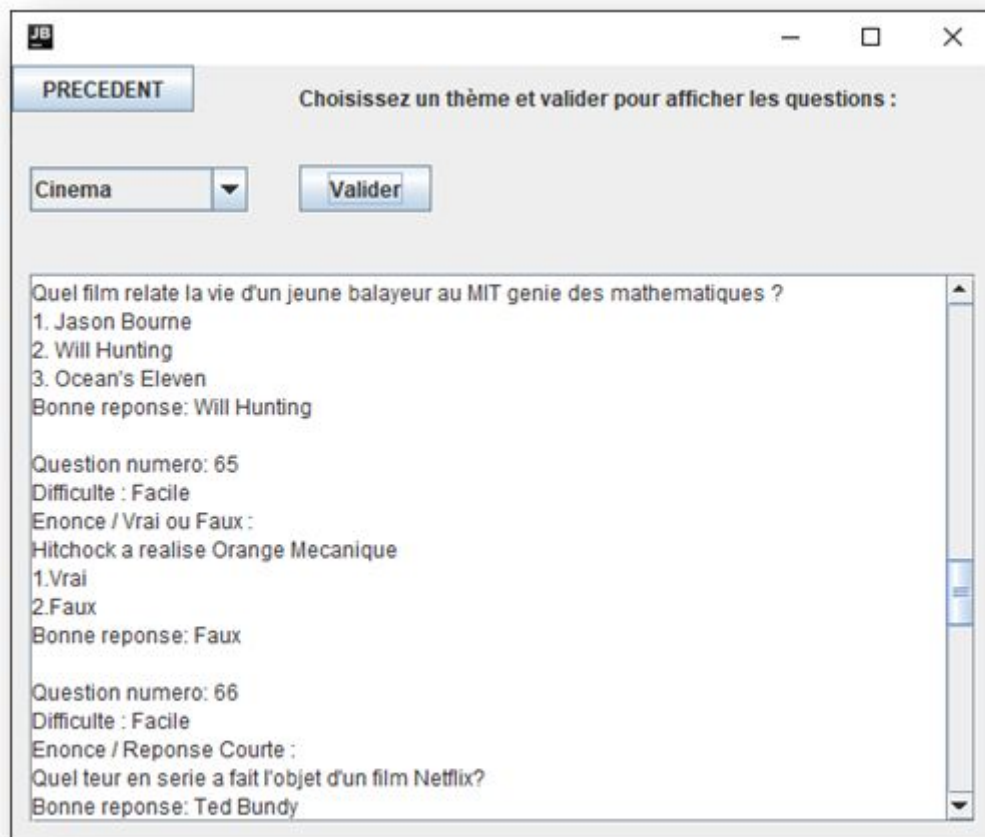 JB
PRECEDENT
Choisissez un thème et valider pour afficher les questions :
Cinema
Valider
Quel film relate la vie d'un jeune balayeur au MIT genie des mathematiques ?
1. Jason Bourne
2. Will Hunting
3. Ocean's Eleven
Bonne reponse: Will Hunting
Question numero: 65
Difficulte : Facile
Enonce / Vrai ou Faux :
Hitchock a realise Orange Mecanique
1.Vrai
2.Faux
Bonne reponse: Faux
Question numero: 66
Difficulte : Facile
Enonce / Reponse Courte :
Quel teur en serie a fait l'objet d'un film Netflix?
Bonne reponse: Ted Bundy